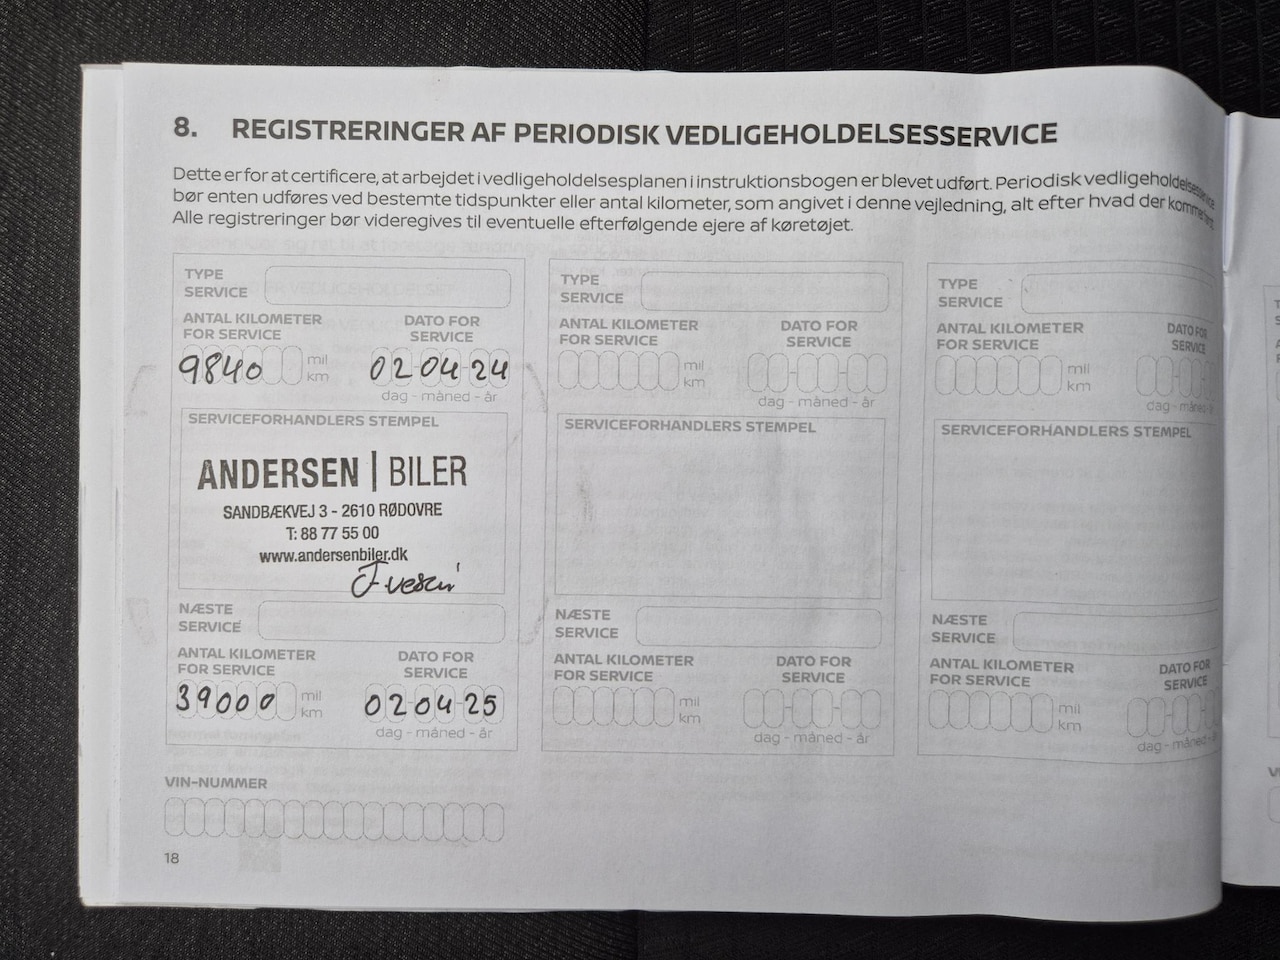 8. REGISTRERINGER AF PERIODISK VEDLIGEHOLDELSESSERVICE
Dette er for at certificere, at arbejdet i vedligeholdelsesplanen i instruktionsbogen er blevet udført. Periodisk vedligeholdelsesservice
bør enten udføres ved bestemte tidspunkter eller antal kilometer, som angivet i denne vejledning, alt efter hvad der kommer først.
Alle registreringer bør videregives til eventuelle efterfølgende ejere af køretøjet.
TYPE
SERVICE
ANTAL KILOMETER
FOR SERVICE
DATO FOR
SERVICE
9840
mil
km
02-04-24
dag - måned - år
SERVICEFORHANDLERS STEMPEL
ANDERSEN | BILER
SANDBÆKVEJ 3 - 2610 RØDOVRE
T: 88 77 55 00
www.andersenbiler.dk
NÆSTE
SERVICE
ANTAL KILOMETER
FOR SERVICE
DATO FOR
SERVICE
39000
mil
km
02-04-25
dag - måned - år
TYPE
SERVICE
ANTAL KILOMETER
FOR SERVICE
DATO FOR
SERVICE
mil
km
dag - måned - år
SERVICEFORHANDLERS STEMPEL
NÆSTE
SERVICE
ANTAL KILOMETER
FOR SERVICE
DATO FOR
SERVICE
mil
km
dag - måned - år
TYPE
SERVICE
ANTAL KILOMETER
FOR SERVICE
DATO FOR
SERVICE
mil
km
dag - måned - år
SERVICEFORHANDLERS STEMPEL
NÆSTE
SERVICE
ANTAL KILOMETER
FOR SERVICE
DATO FOR
SERVICE
mil
km
dag - måned - år
VIN-NUMMER
18